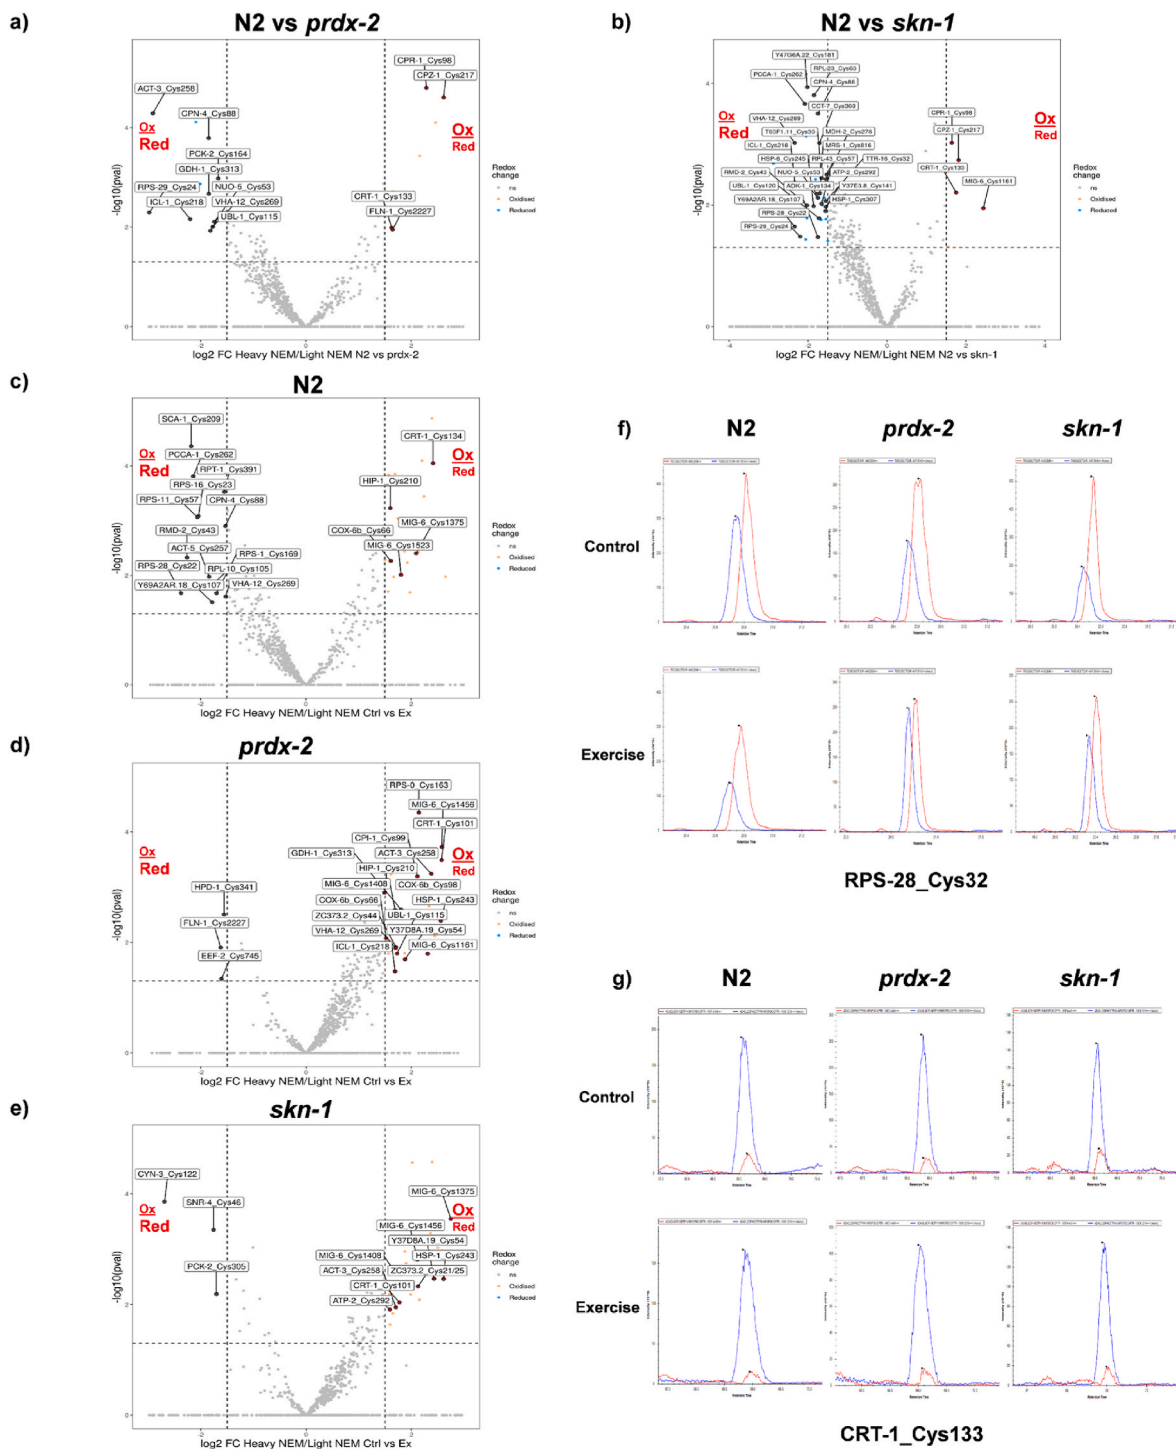 a)
N2 vs prdx-2
CPR-1_Cys98
CPZ-1_Cys217
ACT-3_Cys258
CPN-4_Cys88
Ox
Red
Ox
Red
PCK-2_Cys164
GDH-1_Cys313
RPS-29_Cys24
NUO-5_Cys53
ICL-1_Cys218
VHA-12_Cys269
UBL-1_Cys115
CRT-1_Cys133
FLN-1_Cys2227
Redox
change
ns
Oxidised
Reduced
-log10(pval)
log2 FC Heavy NEM/Light NEM N2 vs prdx-2
b)
N2 vs skn-1
Y47G6A.22_Cys181
RPL-23_Cys63
PCCA-1_Cys262
CPN-4_Cys88
CCT-7_Cys369
Ox
Red
Ox
Red
T03F1.11_Cys33
MDH-2_Cys276
ICL-1_Cys218
MRS-1_Cys816
HSP-6_Cys245
RPL-43_Cys57
TTR-16_Cys32
RMD-2_Cys43
NUO-5_Cys53
ATP-2_Cys292
Y37E3.8_Cys141
Y69A2AR.18_Cys107
HSP-1_Cys307
RPS-28_Cys22
RPS-29_Cys24
CPR-1_Cys98
CPZ-1_Cys217
MIG-6_Cys1161
Redox
change
ns
Oxidised
Reduced
-log10(pval)
log2 FC Heavy NEM/Light NEM N2 vs skn-1
c)
N2
SCA-1_Cys209
CRT-1_Cys134
Ox
Red
Ox
Red
PCCA-1_Cys262
RPT-1_Cys391
RPS-16_Cys23
RPS-11_Cys57
CPN-4_Cys88
HIP-1_Cys210
RMD-2_Cys43
COX-6b_Cys66
MIG-6_Cys1375
ACT-5_Cys257
RPS-1_Cys169
MIG-6_Cys1523
RPS-28_Cys22
RPL-10_Cys105
Y69A2AR.18_Cys107
VHA-12_Cys269
Redox
change
ns
Oxidised
Reduced
-log10(pval)
log2 FC Heavy NEM/Light NEM Ctrl vs Ex
d)
prdx-2
RPS-0_Cys163
MIG-6_Cys1456
CRT-1_Cys101
CPI-1_Cys99
GDH-1_Cys313
ACT-3_Cys258
Ox
Red
Ox
Red
HIP-1_Cys210
MIG-6_Cys1408
COX-6b_Cys98
HPD-1_Cys341
COX-6b_Cys66
HSP-1_Cys243
FLN-1_Cys2227
ZC373.2_Cys44
UBL-1_Cys115
VHA-12_Cys269
Y37D8A.19_Cys54
EEF-2_Cys745
ICL-1_Cys218
MIG-6_Cys1161
Redox
change
ns
Oxidised
Reduced
-log10(pval)
log2 FC Heavy NEM/Light NEM Ctrl vs Ex
e)
skn-1
CYN-3_Cys122
MIG-6_Cys1375
Ox
Red
Ox
Red
SNR-4_Cys46
MIG-6_Cys1456
Y37D8A.19_Cys54
MIG-6_Cys1408
HSP-1_Cys243
PCK-2_Cys305
ACT-3_Cys258
ZC373.2_Cys21/25
CRT-1_Cys101
ATP-2_Cys292
Redox
change
ns
Oxidised
Reduced
-log10(pval)
log2 FC Heavy NEM/Light NEM Ctrl vs Ex
f)
N2
prdx-2
skn-1
Control
Exercise
RPS-28_Cys32
g)
N2
prdx-2
skn-1
Control
Exercise
CRT-1_Cys133